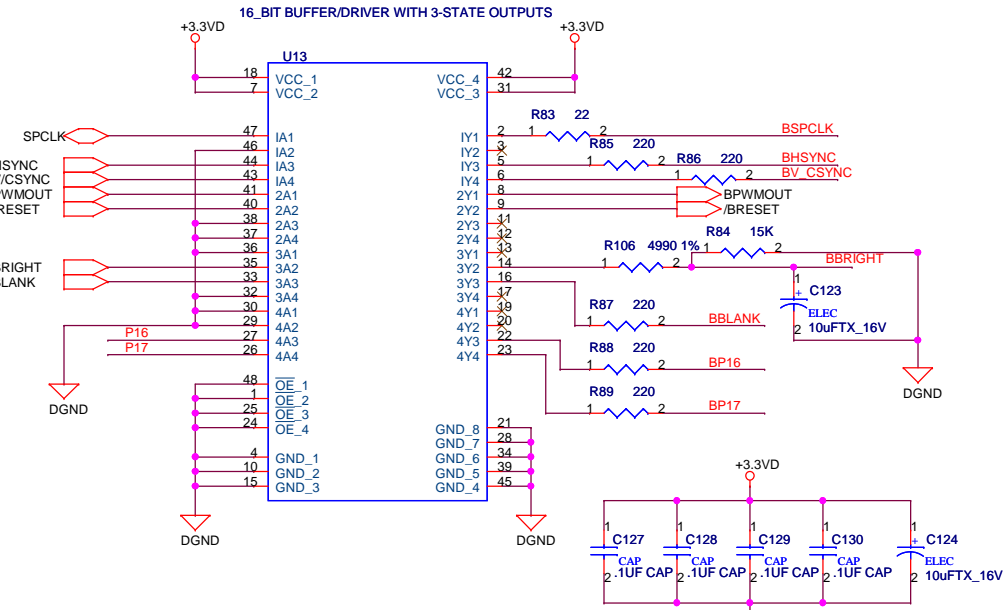 16_BIT BUFFER/DRIVER WITH 3-STATE OUTPUTS
+3.3VD +3.3VD
U13
18 VCC_1 VCC_4 42
7 VCC_2 VCC_3 31
SPCLK 47 IA1 IY1 2 1 R83 22 2 BSPCLK
46 IA2 IY2 3
HSYNC 44 IA3 IY3 5 1 R85 220 2 BHSYNC
/CSYNC 43 IA4 IY4 6 1 R86 220 2 BV_CSYNC
PWMOUT 41 2A1 2Y1 8 BPWMOUT
RESET 40 2A2 2Y2 9 /BRESET
38 2A3 2Y3 11
37 2A4 2Y4 12
36 3A1 3Y1 13
BRIGHT 35 3A2 3Y2 14 1 R106 4990 1% 2 1 R84 15K 2 BBRIGHT
BLANK 33 3A3 3Y3 16
32 3A4 3Y4 17
30 4A1 4Y1 19
29 4A2 4Y2 20
P16 27 4A3 4Y3 22
P17 26 4A4 4Y4 23
1 C123
+ ELEC
2 10uFTX_16V
1 R87 220 2 BBLANK
1 R88 220 2 BP16
1 R89 220 2 BP17
DGND DGND
48 OE_1
1 OE_2
25 OE_3
24 OE_4
GND_8 21
GND_7 28
4 GND_1 GND_6 34
10 GND_2 GND_5 39
15 GND_3 GND_4 45
DGND DGND
+3.3VD
1 C127 1 C128 1 C129 1 C130 1 C124
CAP CAP CAP CAP + ELEC
2 .1UF CAP 2 .1UF CAP 2 .1UF CAP 2 .1UF CAP 2 10uFTX_16V